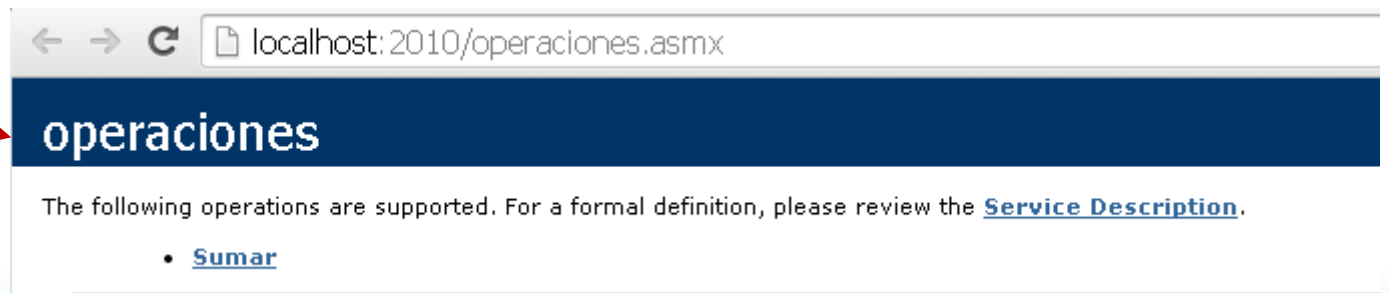 localhost:2010/operaciones.asmx
operaciones
The following operations are supported. For a formal definition, please review the Service Description.
• Sumar